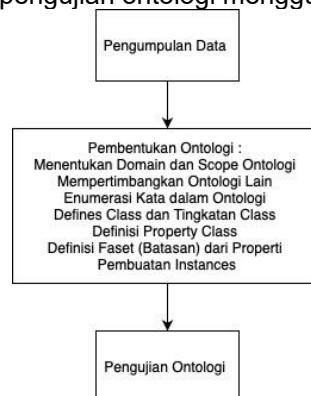 pengujian ontologi
Pengumpulan Data
Pembentukan Ontologi :
Menentukan Domain dan Scope Ontologi
Mempertimbangkan Ontologi Lain
Enumerasi Kata dalam Ontologi
Defines Class dan Tingkatan Class
Definisi Property Class
Definisi Faset (Batasan) dari Properti
Pembuatan Instances
Pengujian Ontologi